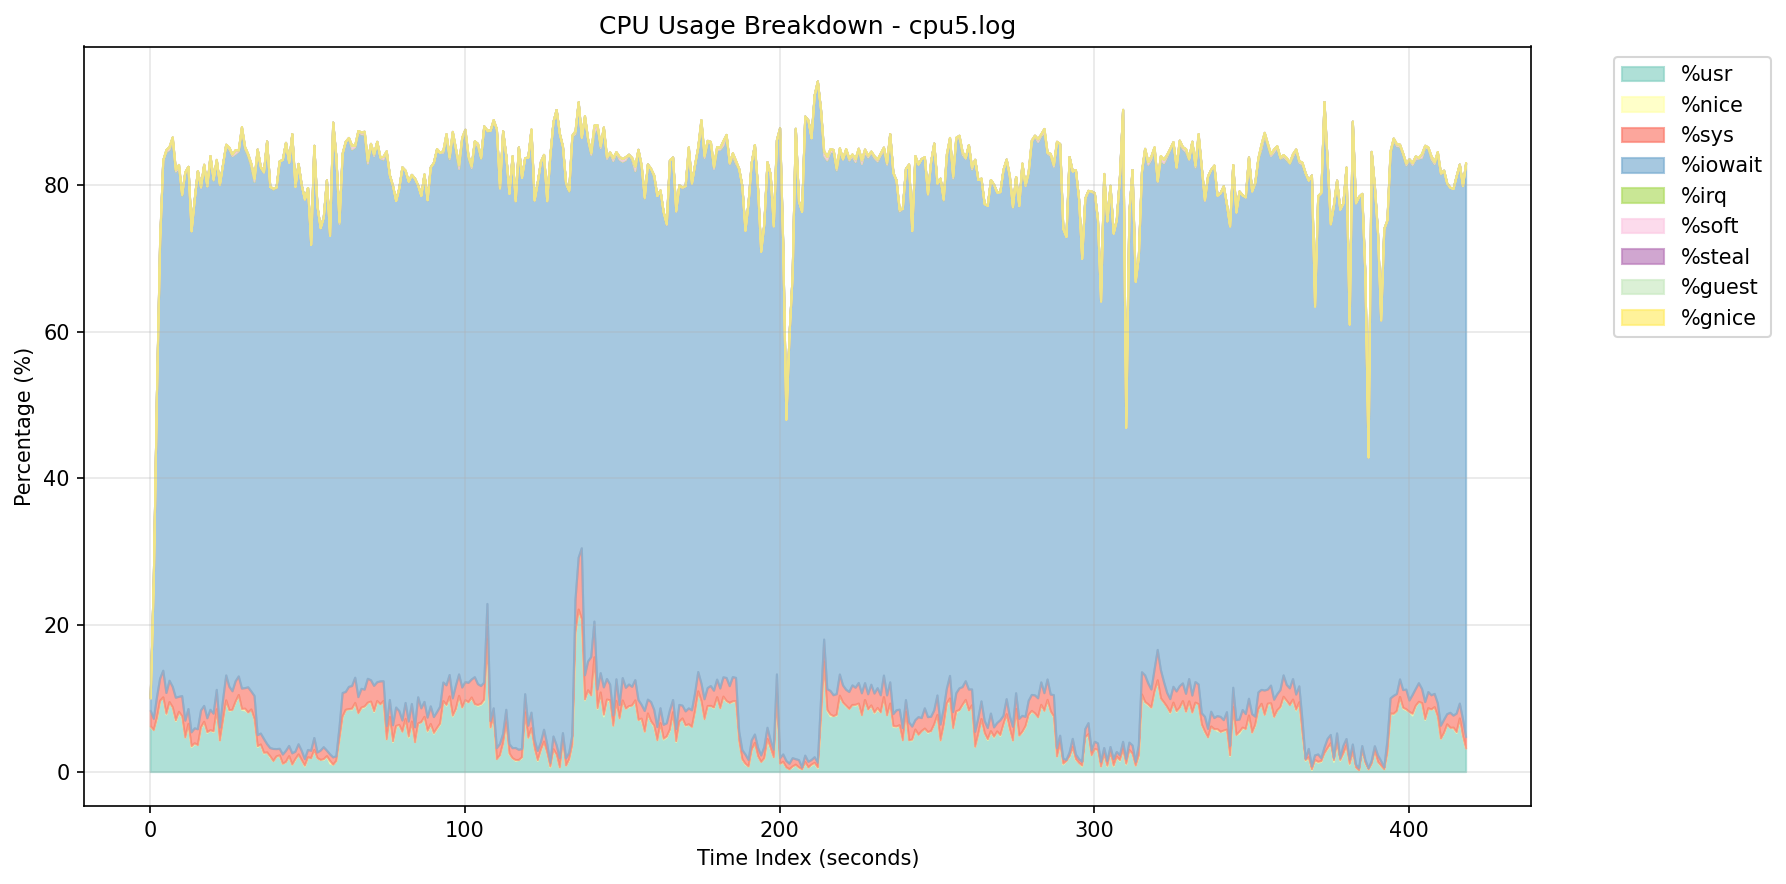 CPU Usage Breakdown - cpu5.log
%usr
%nice
%sys
%iowait
%irq
%soft
%steal
%guest
%gnice
Percentage (%)
80
60
40
20
0
0
100
200
300
400
Time Index (seconds)